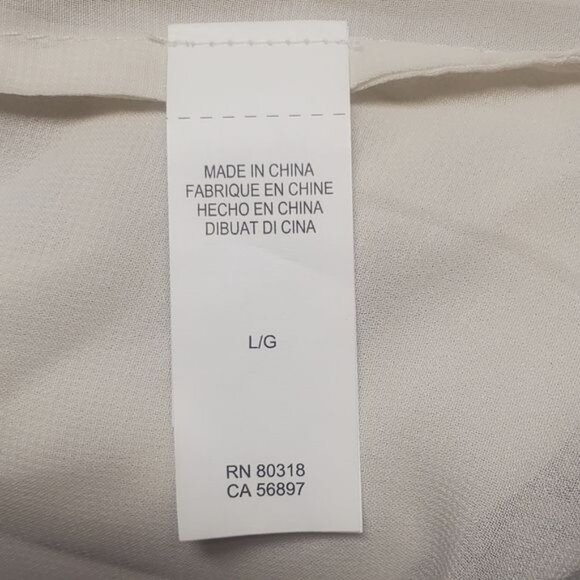 MADE IN CHINA
FABRIQUE EN CHINE
HECHO EN CHINA
DIBUAT DI CINA
L/G
RN 80318
CA 56897